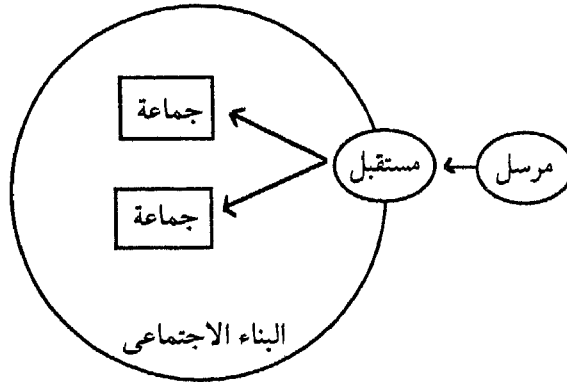 جماعة
مستقبل
مرسل
جماعة
البناء الاجتماعى